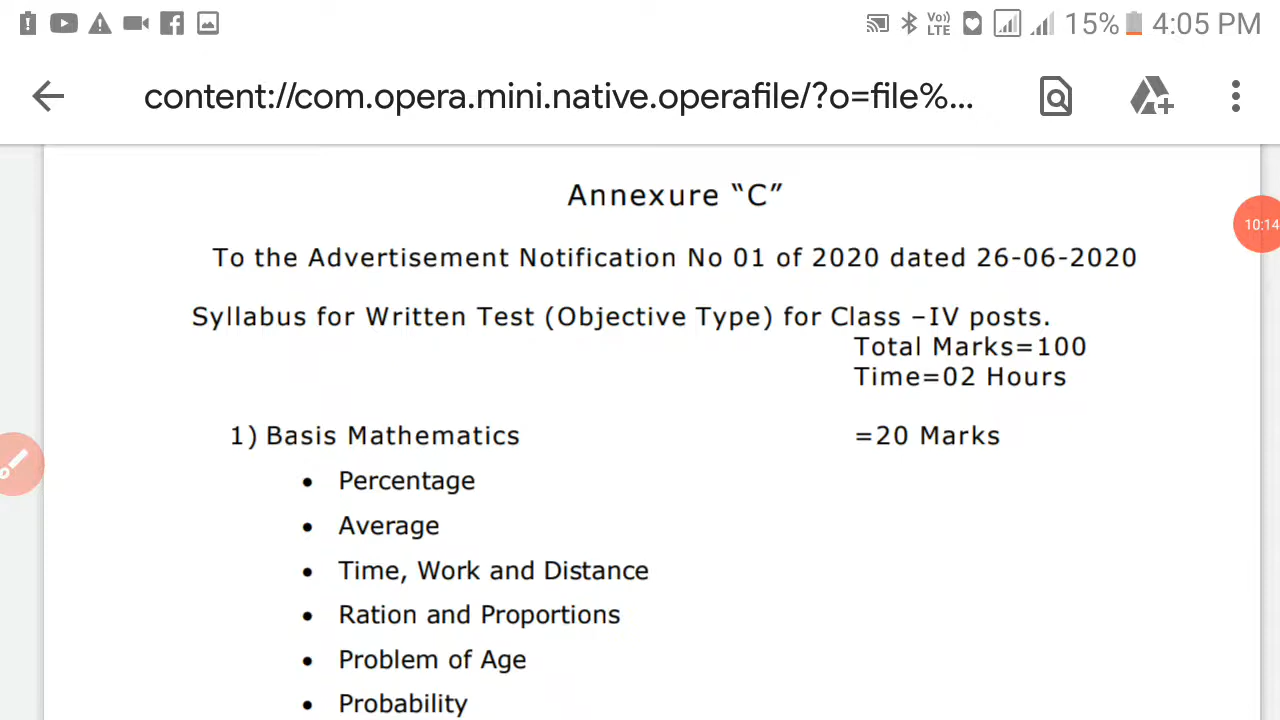 Vo) LTE 15% 4:05 PM
content://com.opera.mini.native.operafile/?o=file%...
Annexure “C”
10:14
To the Advertisement Notification No 01 of 2020 dated 26-06-2020
Syllabus for Written Test (Objective Type) for Class –IV posts.
Total Marks=100
Time=02 Hours
1) Basis Mathematics =20 Marks
• Percentage
• Average
• Time, Work and Distance
• Ration and Proportions
• Problem of Age
• Probability